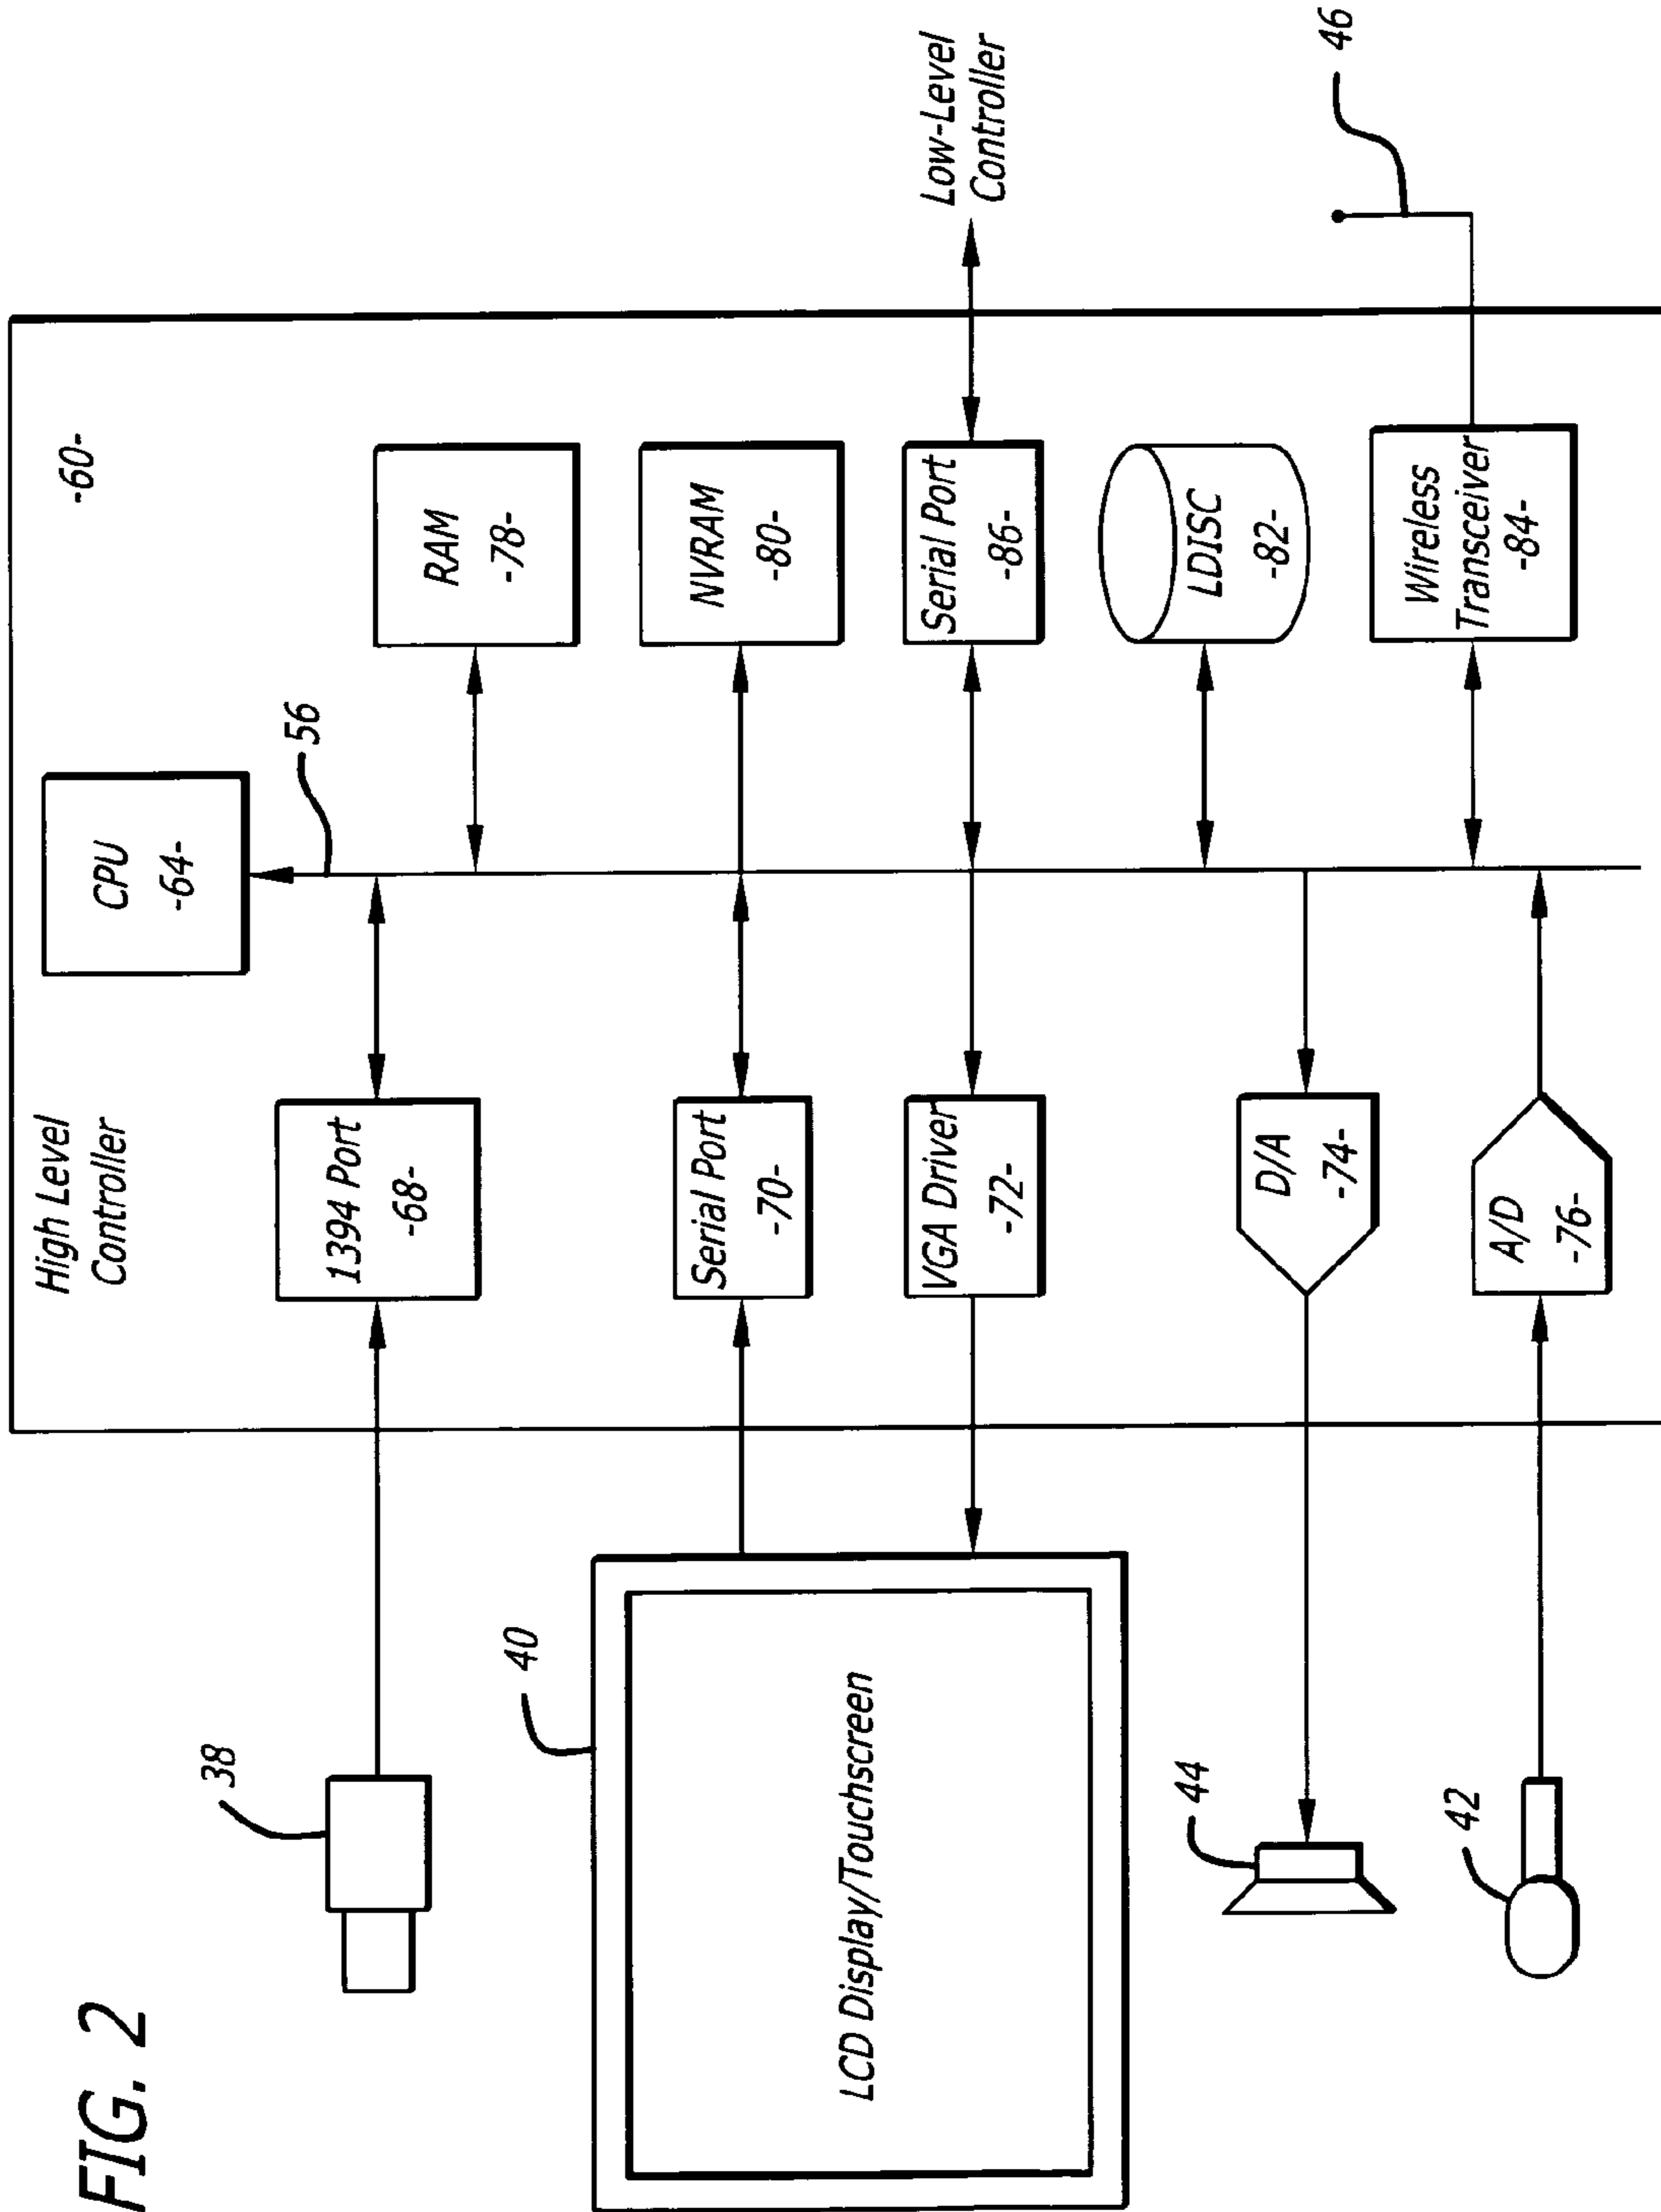 FIG. 2
High Level
Controller
-60-
CPU
-64-
56
38
1394 Port
-68-
RAM
-78-
40
LCD Display/Touchscreen
Serial Port
-70-
NVRAM
-80-
VGA Driver
-72-
Serial Port
-86-
Low-Level
Controller
44
D/A
-74-
LDISC
-82-
42
A/D
-76-
Wireless
Transceiver
-84-
46